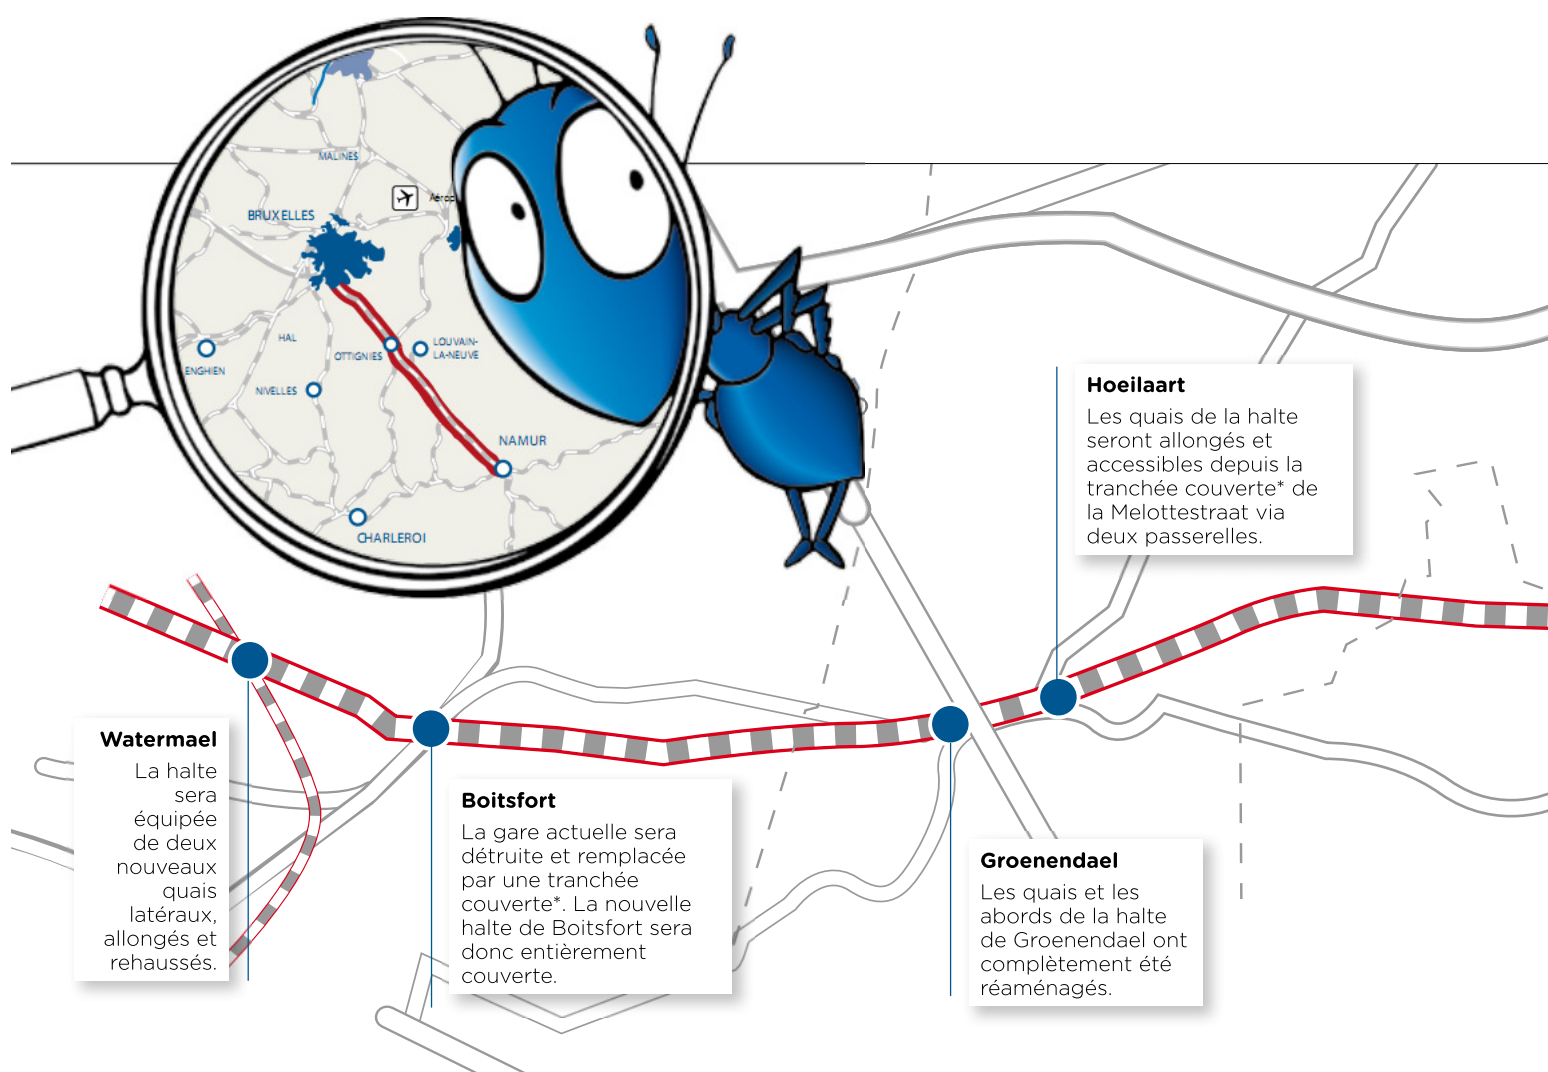 MALINES
BRUXELLES
Aérop
HAL
OTTIGNIES
LOUVAIN-
LA-NEUVE
ENGHIEN
NIVELLES
NAMUR
CHARLEROI
Hoeilaart
Les quais de la halte
seront allongés et
accessibles depuis la
tranchée couverte* de
la Melottestraat via
deux passerelles.
Watermael
La halte
sera
équipée
de deux
nouveaux
quais
latéraux,
allongés et
rehaussés.
Boitsfort
La gare actuelle sera
détruite et remplacée
par une tranchée
couverte*. La nouvelle
halte de Boitsfort sera
donc entièrement
couverte.
Groenendael
Les quais et les
abords de la halte
de Groenendael ont
complètement été
réaménagés.